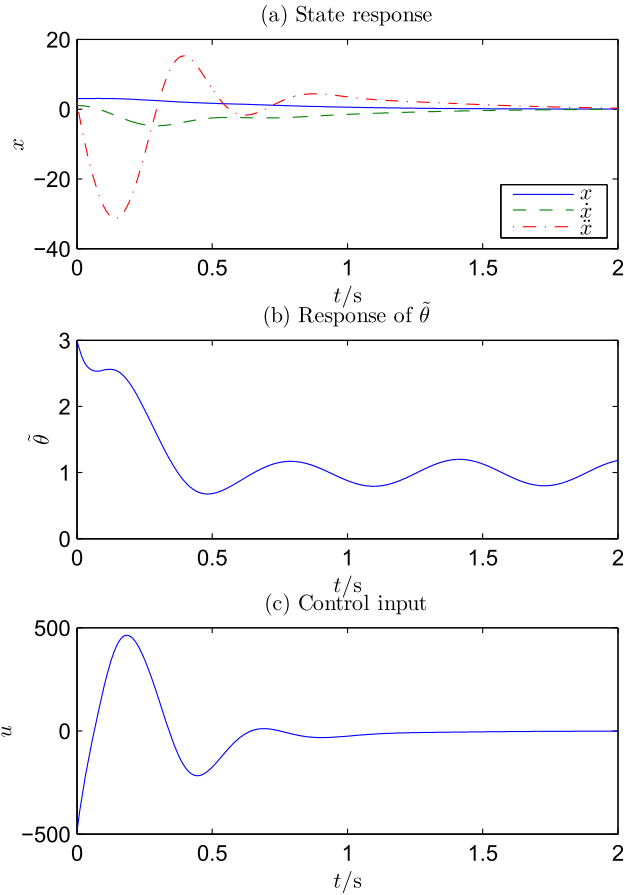 (a) State response
20
0
−20
−40
x
x
ẋ
ẍ
0 0.5 1 1.5 2
t/s
(b) Response of θ̃
3
2
1
0
θ̃
0 0.5 1 1.5 2
t/s
(c) Control input
500
0
−500
u
0 0.5 1 1.5 2
t/s